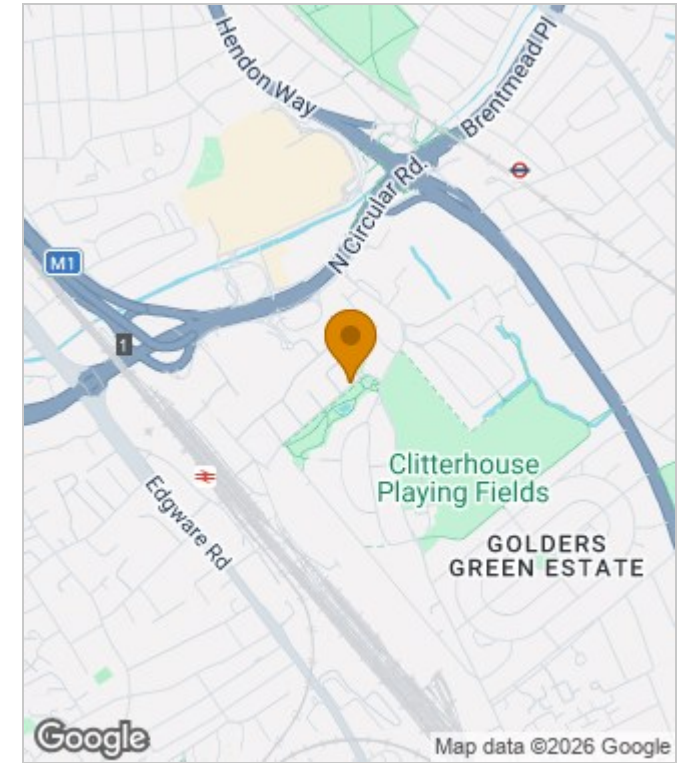 Hendon Way
Brentmead Pl
N Circular Rd.
M1
1
Edgware Rd
Clitterhouse
Playing Fields
GOLDERS
GREEN ESTATE
Google
Map data ©2026 Google